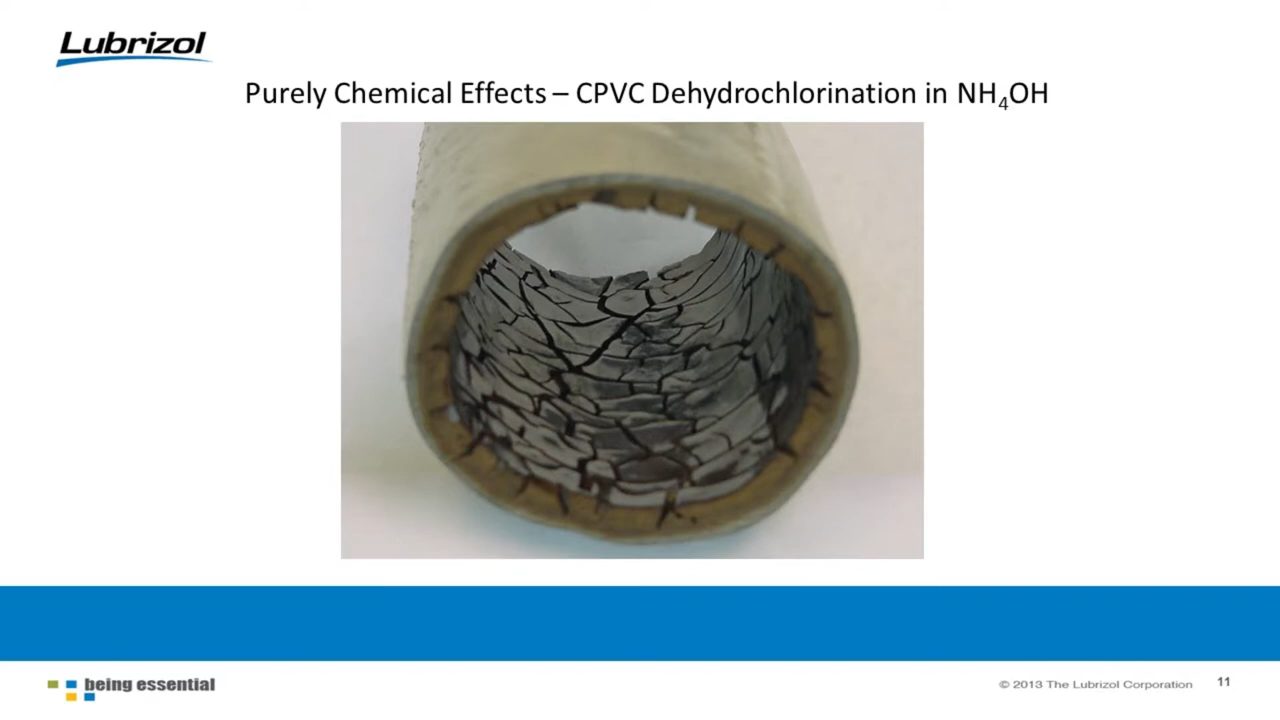 Lubrizol
Purely Chemical Effects – CPVC Dehydrochlorination in NH₄OH
being essential
© 2013 The Lubrizol Corporation 11